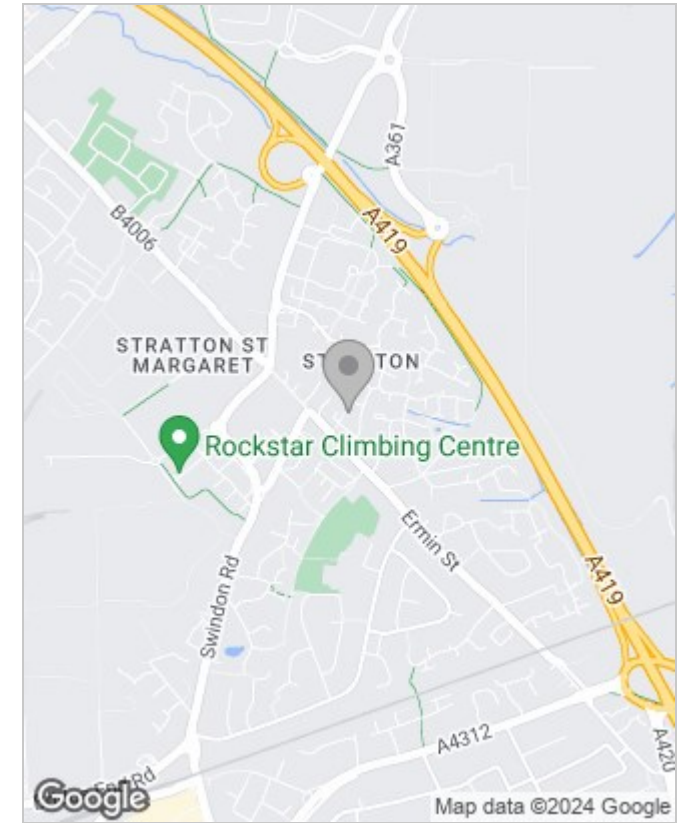 A361
A419
B4006
STRATTON ST
MARGARET
ST TON
Rockstar Climbing Centre
Ermin St
A419
Swindon Rd
A4312
A420
Rd
Google
Map data ©2024 Google